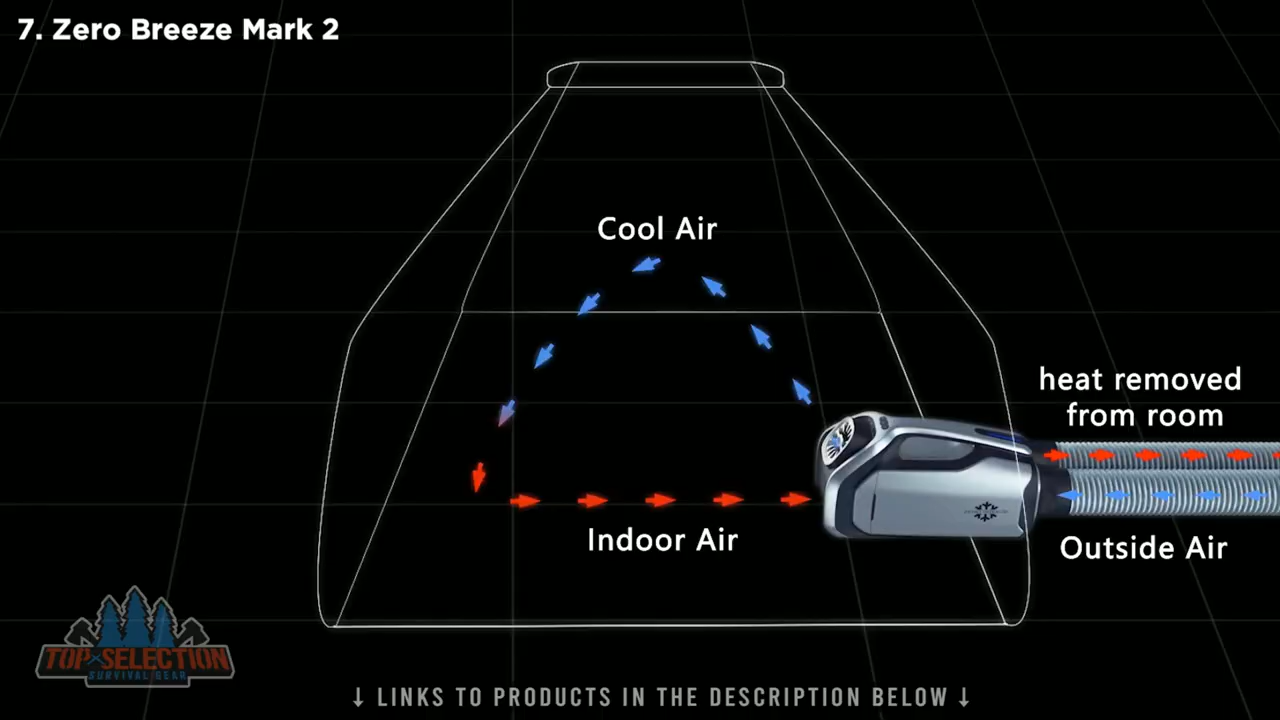 7. Zero Breeze Mark 2
Cool Air
heat removed
from room
Indoor Air
Outside Air
TOP SELECTION
SURVIVAL GEAR
↓ LINKS TO PRODUCTS IN THE DESCRIPTION BELOW ↓